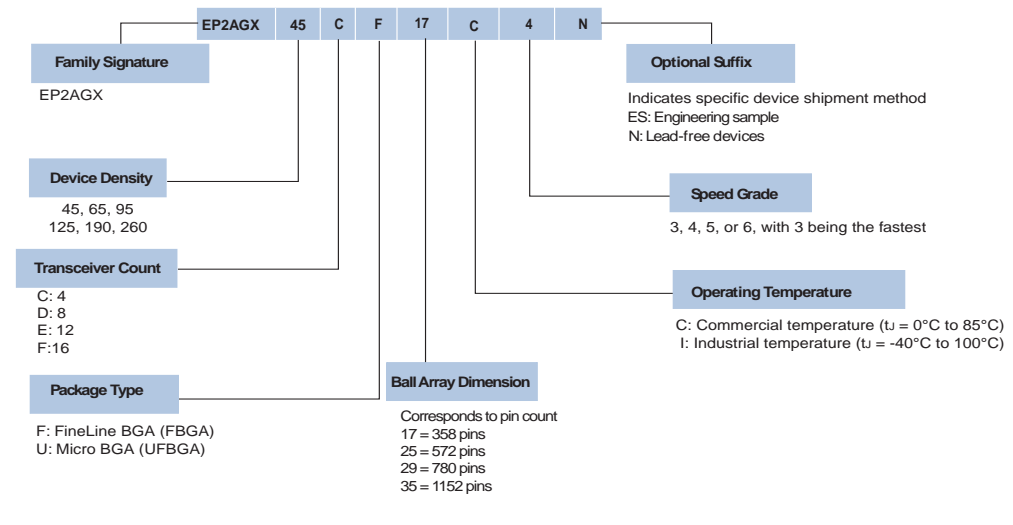 EP2AGX 45 C F 17 C 4 N
Family Signature
EP2AGX
Optional Suffix
Indicates specific device shipment method
ES: Engineering sample
N: Lead-free devices
Device Density
45, 65, 95
125, 190, 260
Speed Grade
3, 4, 5, or 6, with 3 being the fastest
Transceiver Count
C: 4
D: 8
E: 12
F:16
Operating Temperature
C: Commercial temperature (tJ = 0°C to 85°C)
I: Industrial temperature (tJ = -40°C to 100°C)
Package Type
F: FineLine BGA (FBGA)
U: Micro BGA (UFBGA)
Ball Array Dimension
Corresponds to pin count
17 = 358 pins
25 = 572 pins
29 = 780 pins
35 = 1152 pins